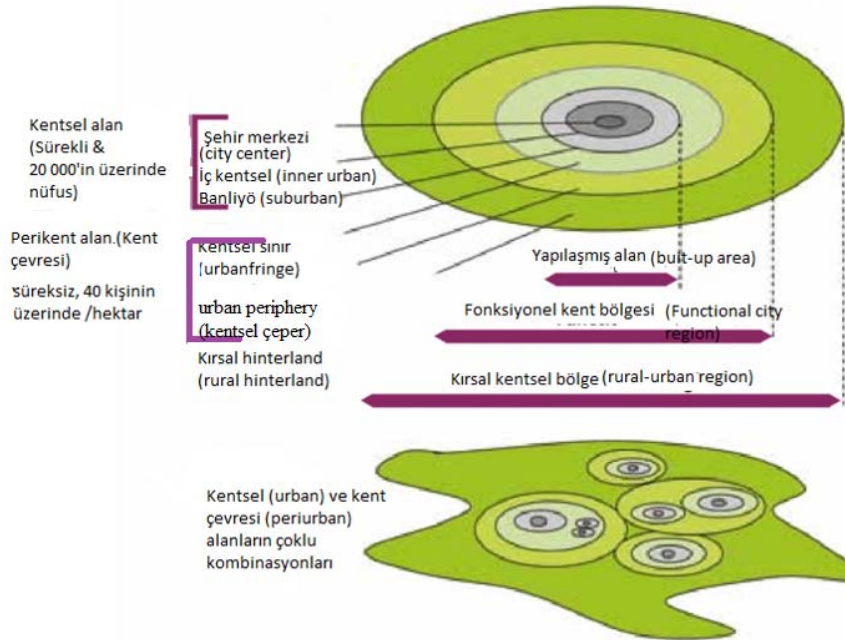 Kentsel alan
(Sürekli &
20 000'in üzerinde
nüfus)
Şehir merkezi
(city center)
İç kentsel (inner urban)
Banliyö (suburban)
Perikent alan.(Kent
çevresi)
süreksiz, 40 kişinin
üzerinde /hektar
Kentsel sınır
(urbanfringe)
urban periphery
(kentsel çeper)
Kırsal hinterland
(rural hinterland)
Yapılaşmış alan (built-up area)
Fonksiyonel kent bölgesi (Functional city
region)
Kırsal kentsel bölge (rural-urban region)
Kentsel (urban) ve kent
çevresi (periurban)
alanların çoklu
kombinasyonları